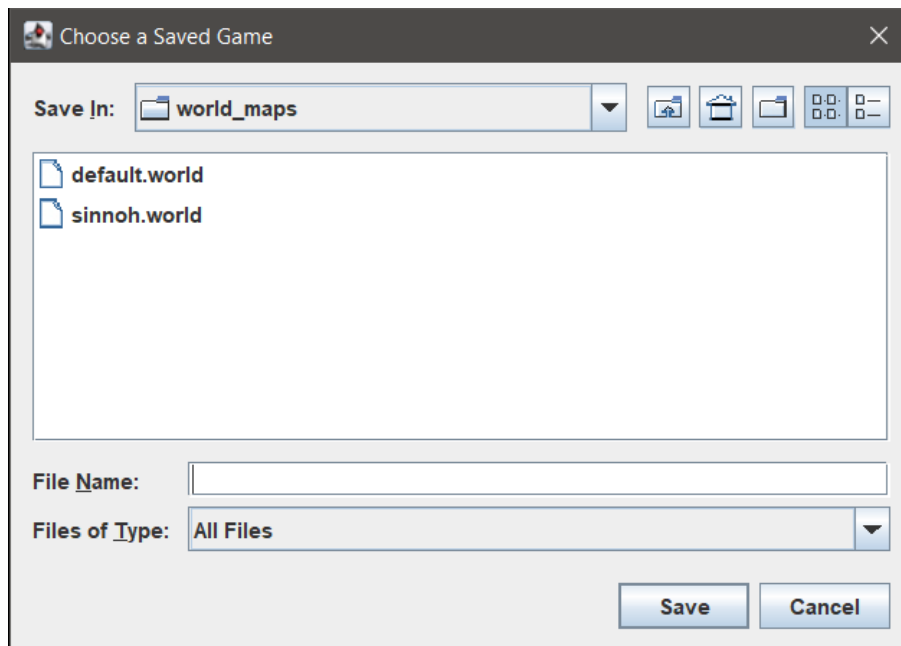 Choose a Saved Game
Save In: world_maps
default.world
sinnoh.world
File Name:
Files of Type: All Files
Save Cancel